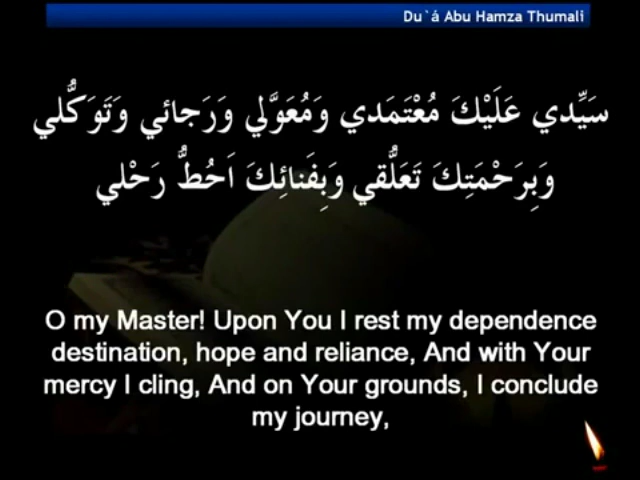 Du`á Abu Hamza Thumali
سَيِّدي عَلَيْكَ مُعْتَمَدي وَمُعَوَّلي وَرَجائي وَتَوَكُّلي
وَبِرَحْمَتِكَ تَعَلُّقي وَبِفَنائِكَ اَحُطُّ رَحْلي
O my Master! Upon You I rest my dependence
destination, hope and reliance, And with Your
mercy I cling, And on Your grounds, I conclude
my journey,